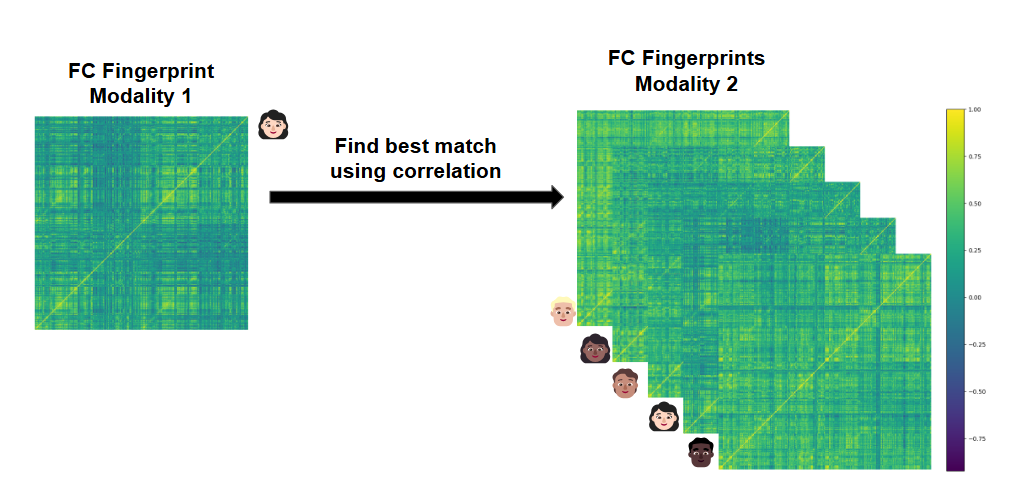 FC Fingerprint
Modality 1
Find best match
using correlation
FC Fingerprints
Modality 2
1.00
0.75
0.50
0.25
0.00
−0.25
−0.50
−0.75